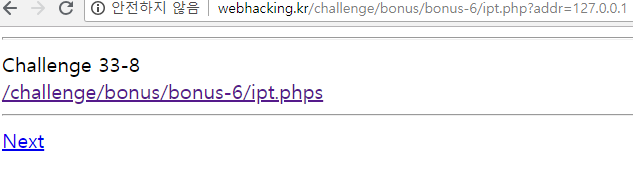 안전하지 않음 webhacking.kr/challenge/bonus/bonus-6/ipt.php?addr=127.0.0.1
Challenge 33-8
/challenge/bonus/bonus-6/ipt.phps
Next